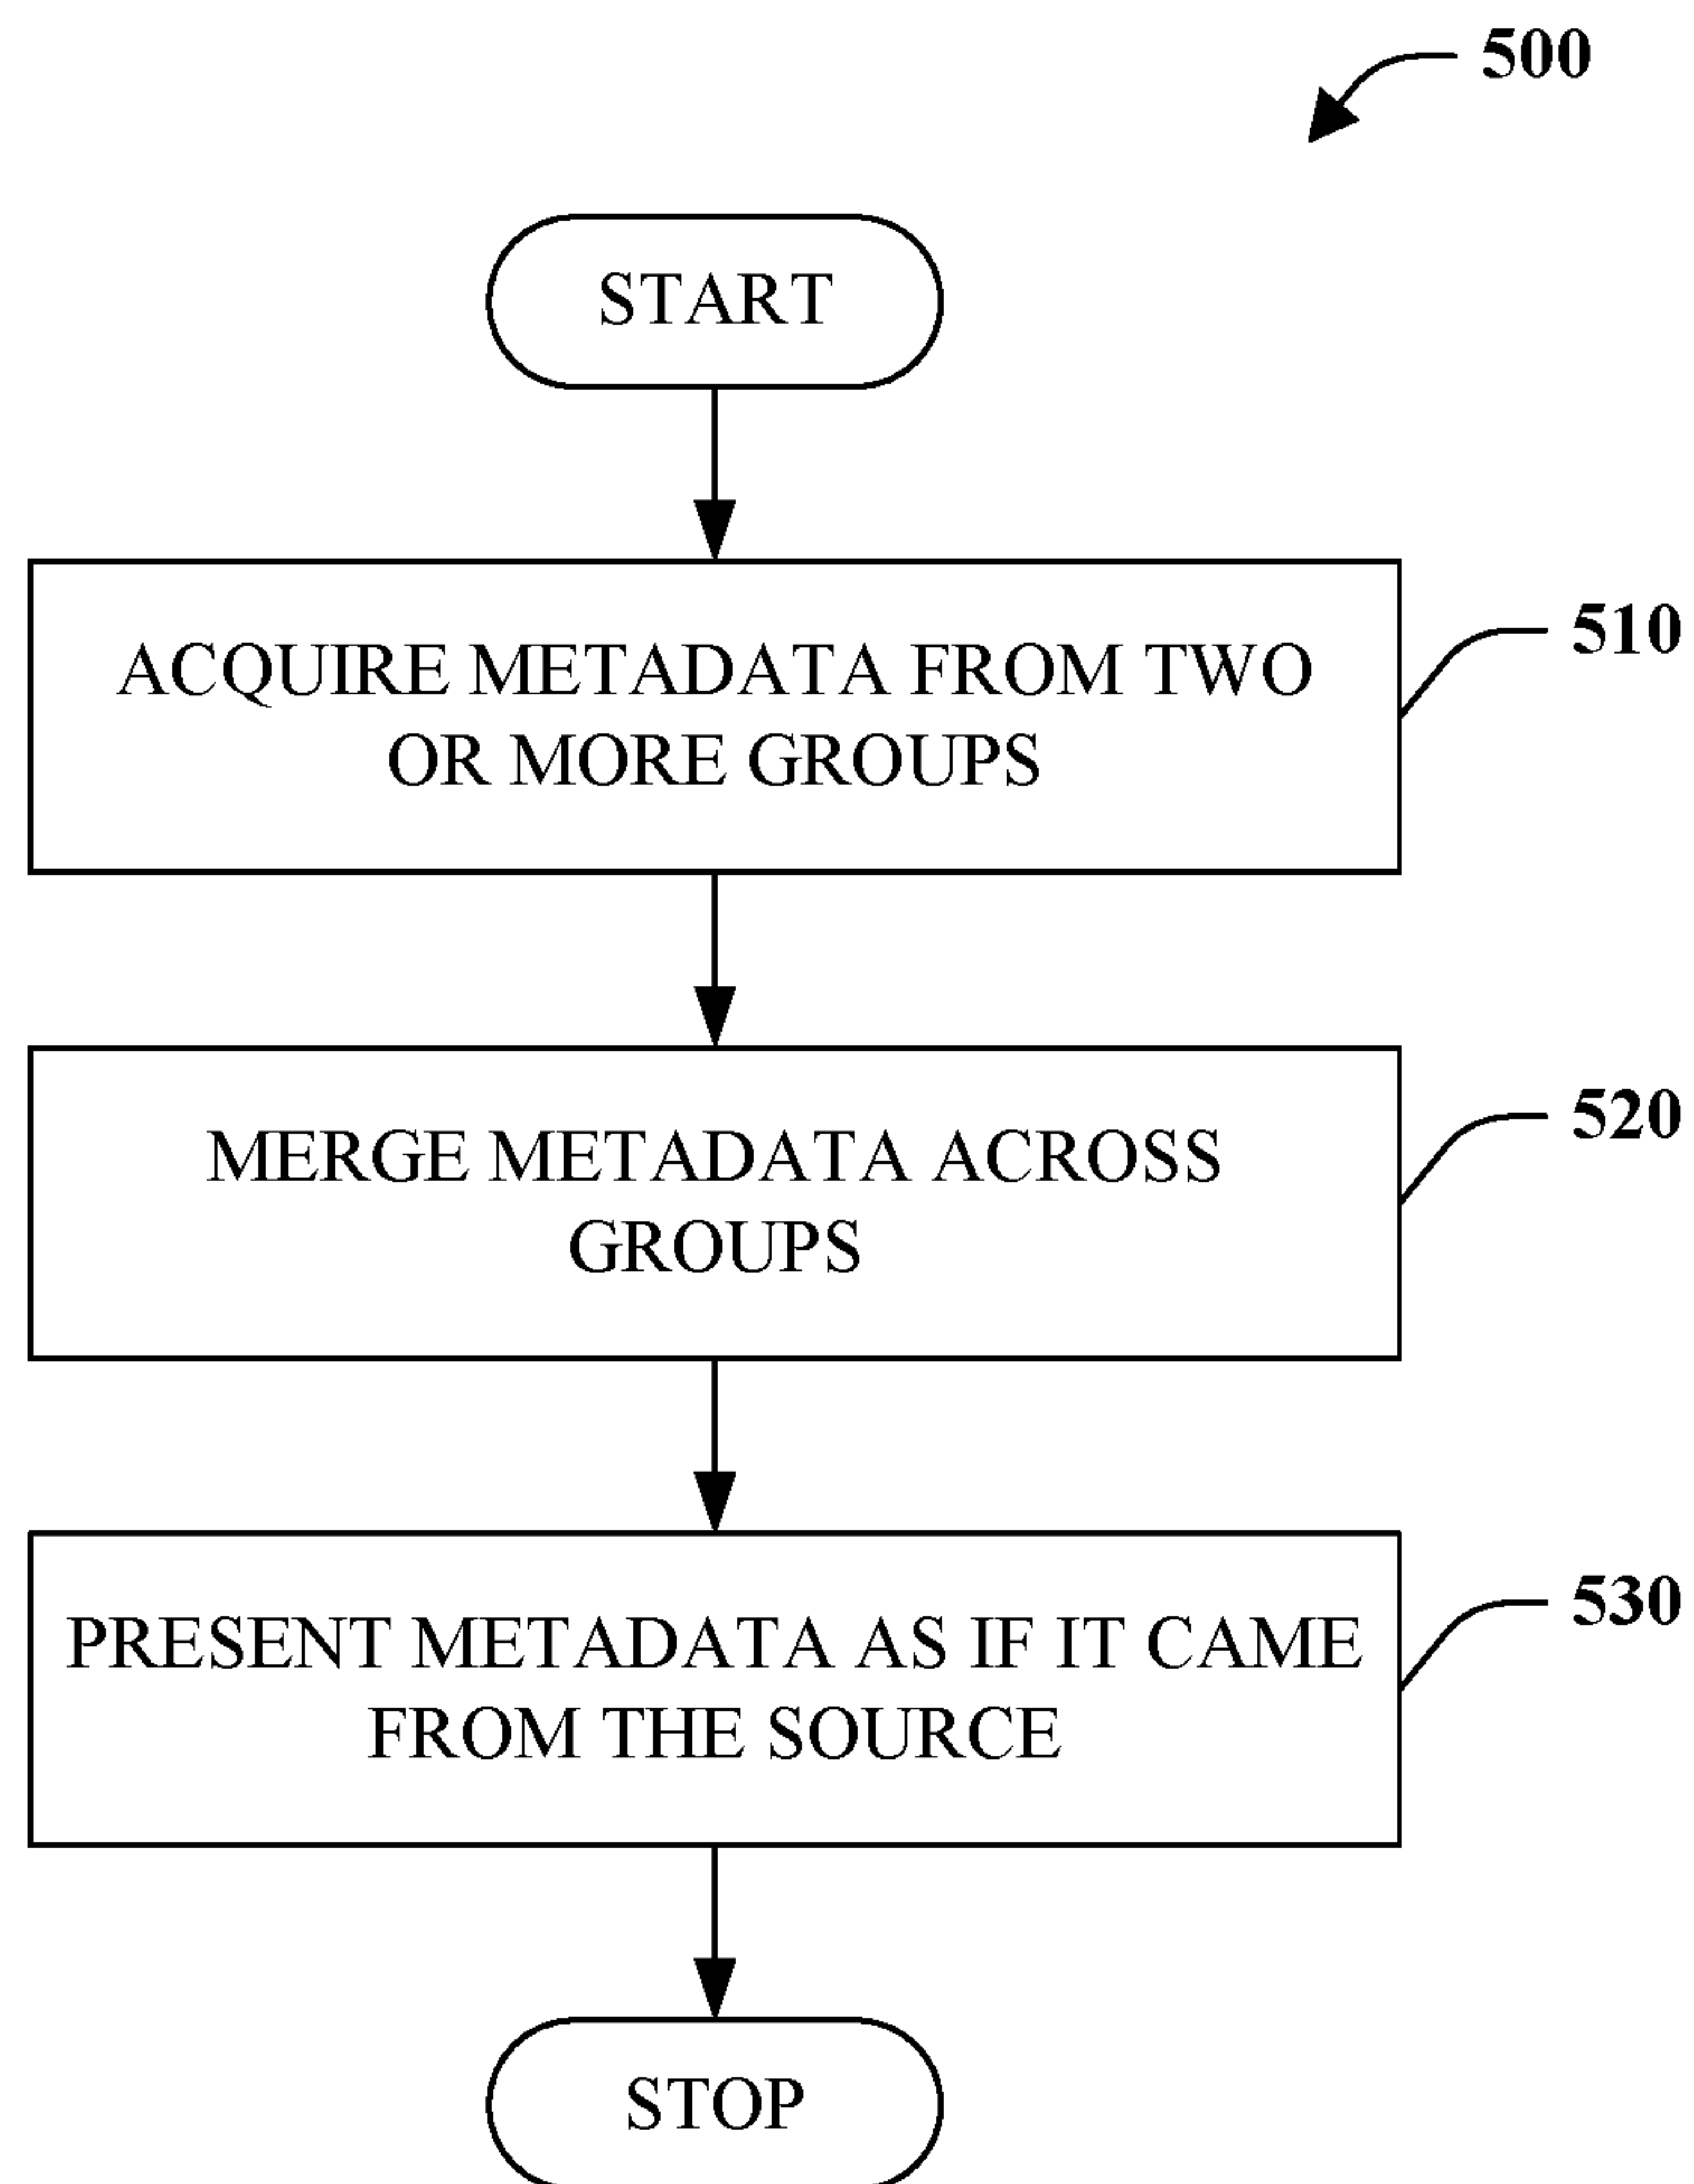 500
START
ACQUIRE METADATA FROM TWO
OR MORE GROUPS
510
MERGE METADATA ACROSS
GROUPS
520
PRESENT METADATA AS IF IT CAME
FROM THE SOURCE
530
STOP